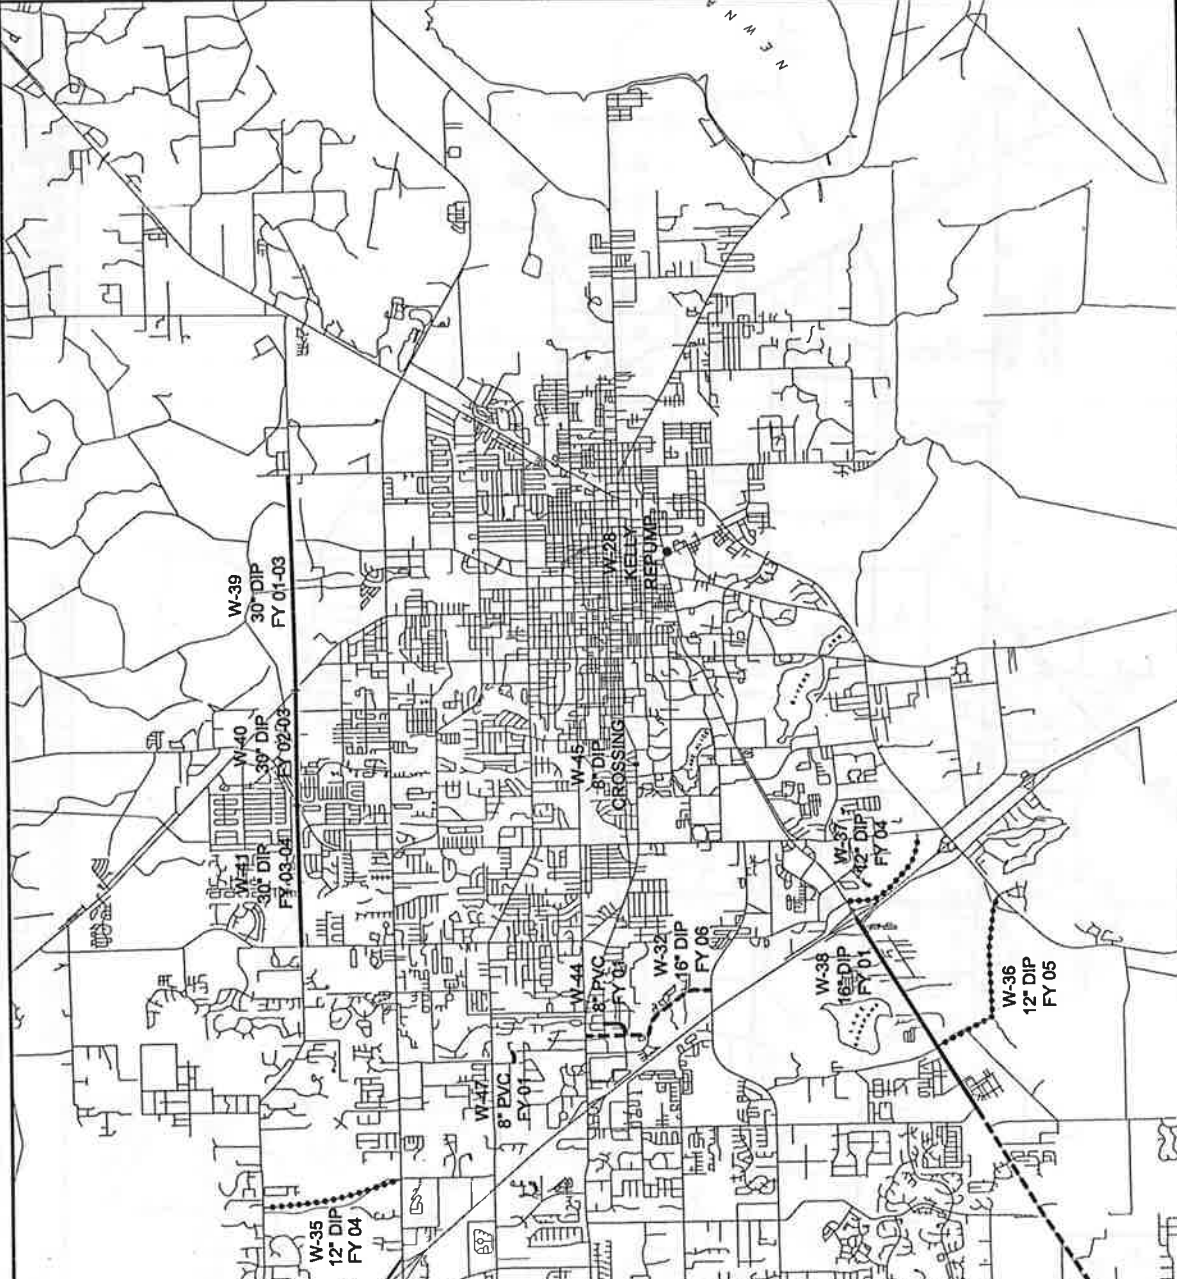 NEWNA
W-39
30" DIP
FY 01-03
W-28
KELLY
REPUMP
W-40
30" DIP
FY 02-03
W-45
8" DIP
CROSSING
W-41
30" DIP
FY 03-04
W-37
42" DIP
FY 04
W-44
8" PVC
FY 01
W-32
16" DIP
FY 06
W-38
16" DIP
FY 01
W-36
12" DIP
FY 05
W-47
8" PVC
FY 01
W-35
12" DIP
FY 04